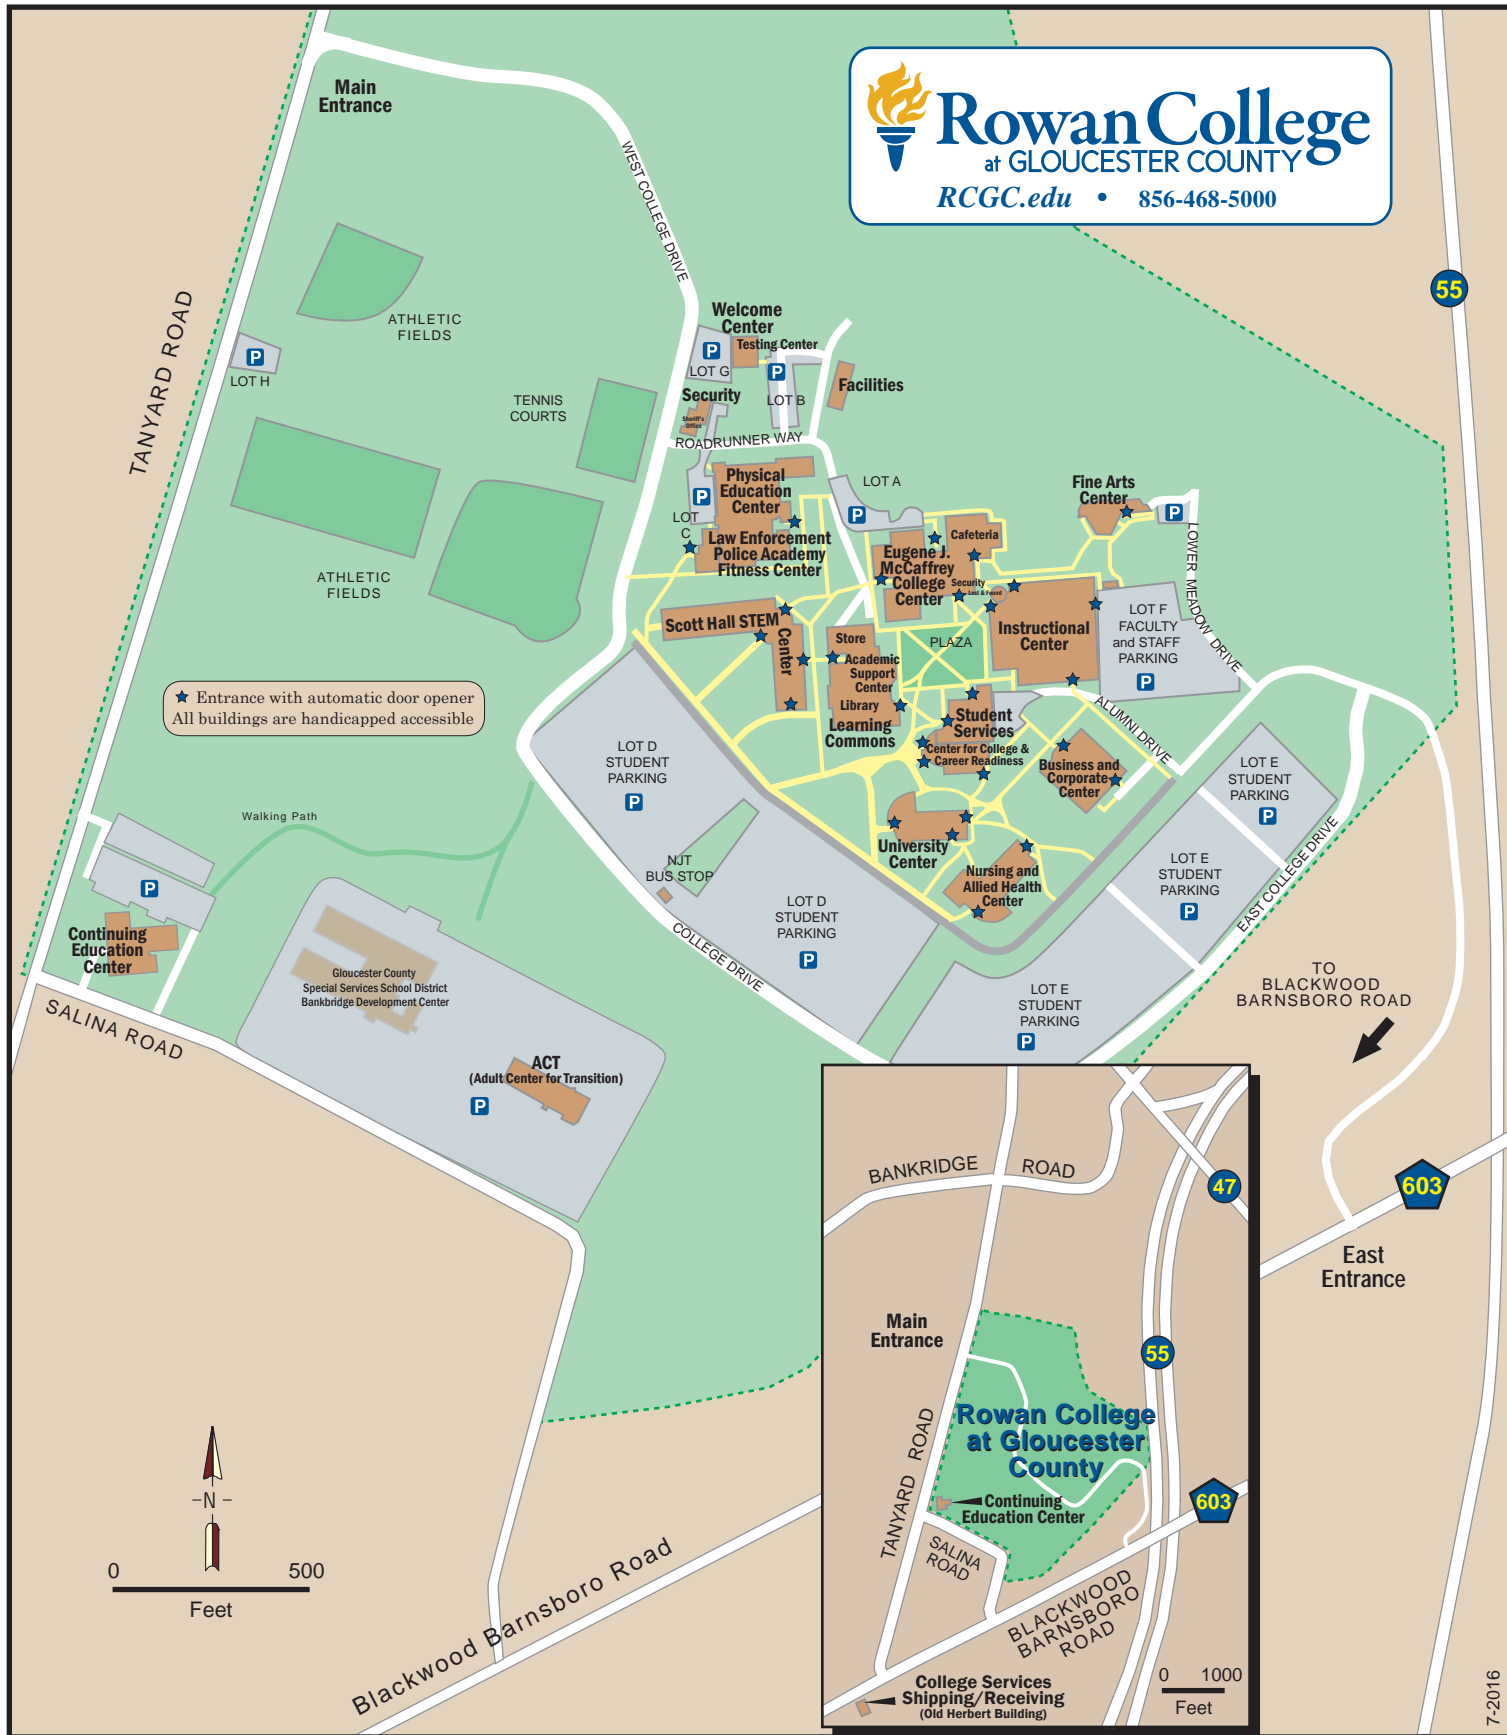 Main
Entrance
Rowan College
at GLOUCESTER COUNTY
RCGC.edu • 856-468-5000
WEST COLLEGE DRIVE
55
TANYARD ROAD
ATHLETIC
FIELDS
P
LOT H
Welcome
Center
Testing Center
P
LOT G
P
LOT B
Facilities
Security
Sheriff's
Office
TENNIS
COURTS
ROADRUNNER WAY
Physical
Education
Center
P
LOT
C
Law Enforcement
Police Academy
Fitness Center
LOT A
P
Fine Arts
Center
P
LOWER MEADOW DRIVE
Cafeteria
Eugene J.
McCaffrey
College
Center
Security
Lost & Found
ATHLETIC
FIELDS
Scott Hall STEM
Center
Instructional
Center
LOT F
FACULTY
and STAFF
PARKING
P
PLAZA
Store
Academic
Support
Center
Library
Learning
Commons
Student
Services
Center for College &
Career Readiness
ALUMNI DRIVE
Business and
Corporate
Center
Entrance with automatic door opener
All buildings are handicapped accessible
LOT D
STUDENT
PARKING
P
LOT E
STUDENT
PARKING
P
Walking Path
University
Center
Nursing and
Allied Health
Center
LOT E
STUDENT
PARKING
P
EAST COLLEGE DRIVE
NJT
BUS STOP
LOT D
STUDENT
PARKING
P
COLLEGE DRIVE
P
Continuing
Education
Center
Gloucester County
Special Services School District
Bankbridge Development Center
LOT E
STUDENT
PARKING
P
TO
BLACKWOOD
BARNSBORO ROAD
SALINA ROAD
ACT
(Adult Center for Transition)
P
603
East
Entrance
BANKRIDGE ROAD
47
Main
Entrance
55
TANYARD ROAD
Rowan College
at Gloucester
County
Continuing
Education Center
603
SALINA
ROAD
BLACKWOOD
BARNSBORO
ROAD
College Services
Shipping/Receiving
(Old Herbert Building)
0 1000
Feet
N
0 500
Feet
Blackwood Barnsboro Road
7-2016